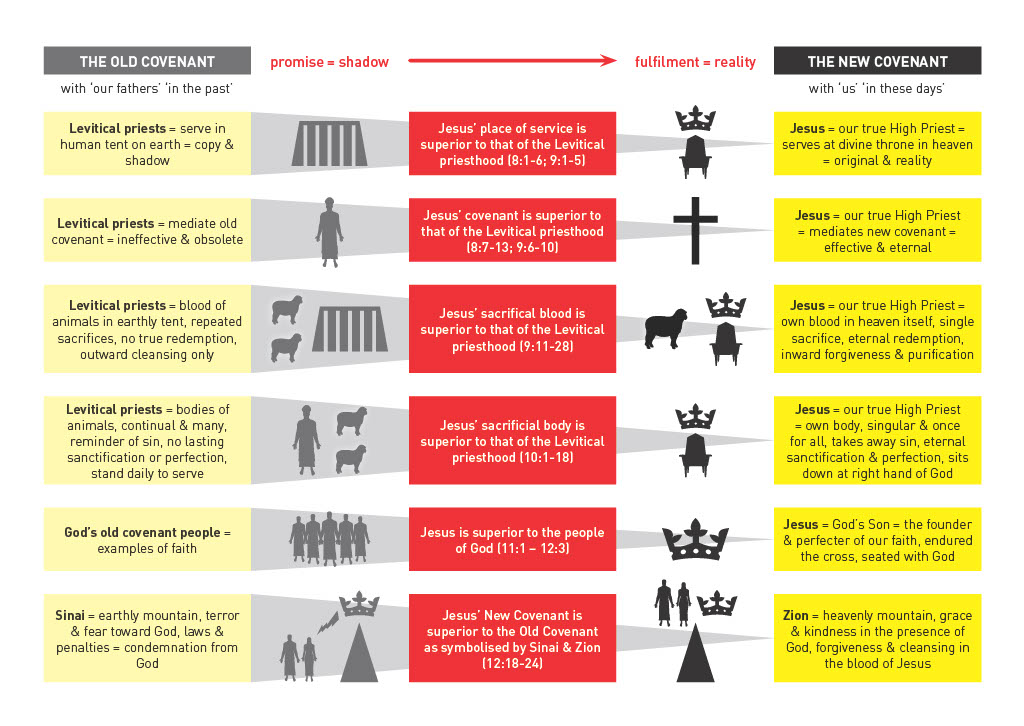 THE OLD COVENANT
promise = shadow
fulfilment = reality
THE NEW COVENANT
with ‘our fathers’ ‘in the past’
with ‘us’ ‘in these days’
Levitical priests = serve in
human tent on earth = copy &
shadow
Jesus’ place of service is
superior to that of the Levitical
priesthood (8:1-6; 9:1-5)
Jesus = our true High Priest =
serves at divine throne in heaven
= original & reality
Levitical priests = mediate old
covenant = ineffective & obsolete
Jesus’ covenant is superior to
that of the Levitical priesthood
(8:7-13; 9:6-10)
Jesus = our true High Priest
= mediates new covenant =
effective & eternal
Levitical priests = blood of
animals in earthly tent, repeated
sacrifices, no true redemption,
outward cleansing only
Jesus’ sacrifical blood is
superior to that of the Levitical
priesthood (9:11-28)
Jesus = our true High Priest =
own blood in heaven itself, single
sacrifice, eternal redemption,
inward forgiveness & purification
Levitical priests = bodies of
animals, continual & many,
reminder of sin, no lasting
sanctification or perfection,
stand daily to serve
Jesus’ sacrificial body is
superior to that of the Levitical
priesthood (10:1-18)
Jesus = our true High Priest
= own body, singular & once
for all, takes away sin, eternal
sanctification & perfection, sits
down at right hand of God
God’s old covenant people =
examples of faith
Jesus is superior to the people
of God (11:1 – 12:3)
Jesus = God’s Son = the founder
& perfecter of our faith, endured
the cross, seated with God
Sinai = earthly mountain, terror
& fear toward God, laws &
penalties = condemnation from
God
Jesus’ New Covenant is
superior to the Old Covenant
as symbolised by Sinai & Zion
(12:18-24)
Zion = heavenly mountain, grace
& kindness in the presence of
God, forgiveness & cleansing in
the blood of Jesus